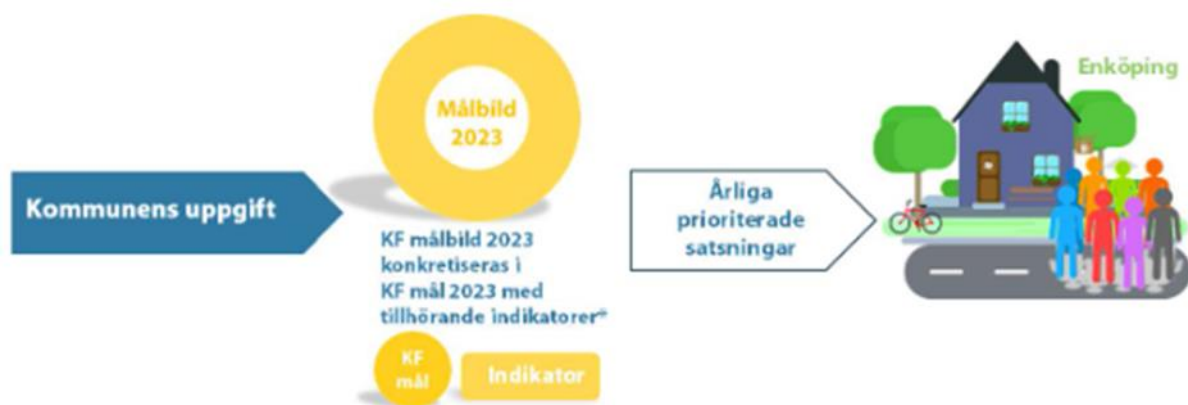 Kommunens uppgift
Målbild
2023
KF målbild 2023
konkretiseras i
KF mål 2023 med
tillhörande indikatorer*
KF
mål
Indikator
Årliga
prioriterade
satsningar
Enköping